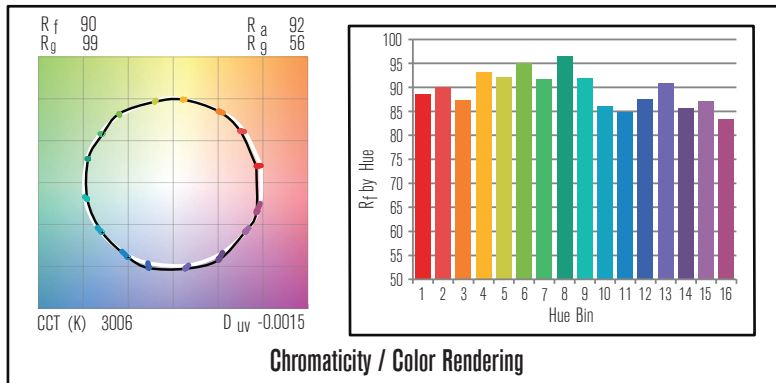 Rf 90
Rg 99
Ra 92
Rg 56
CCT (K) 3006
Duv -0.0015
100
95
90
85
80
75
70
65
60
55
50
Rf by Hue
1 2 3 4 5 6 7 8 9 10 11 12 13 14 15 16
Hue Bin
Chromaticity / Color Rendering